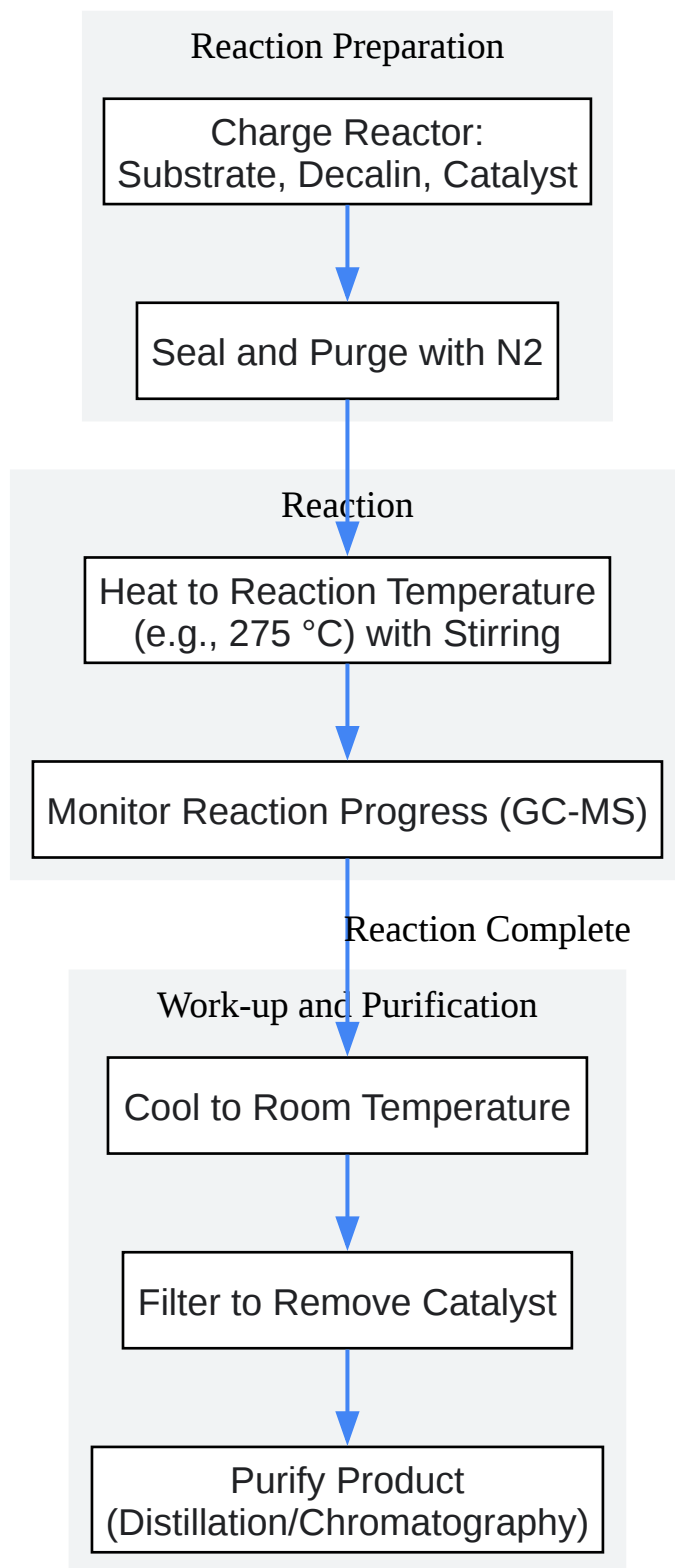 Reaction Preparation
Charge Reactor:
Substrate, Decalin, Catalyst
Seal and Purge with N2
Reaction
Heat to Reaction Temperature
(e.g., 275 °C) with Stirring
Monitor Reaction Progress (GC-MS)
Reaction Complete
Work-up and Purification
Cool to Room Temperature
Filter to Remove Catalyst
Purify Product
(Distillation/Chromatography)